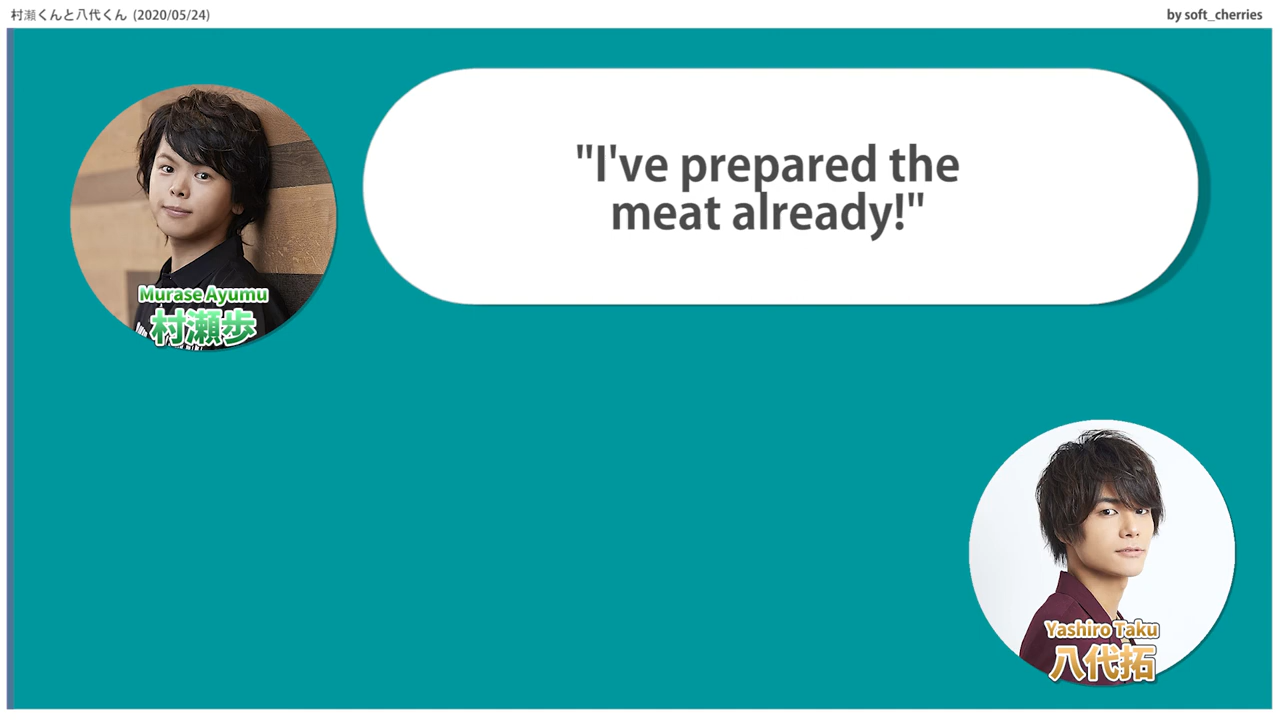 村瀬くんと八代くん (2020/05/24)
by soft_cherries
"I've prepared the
meat already!"
Murase Ayumu
村瀬歩
Yashiro Taku
八代拓